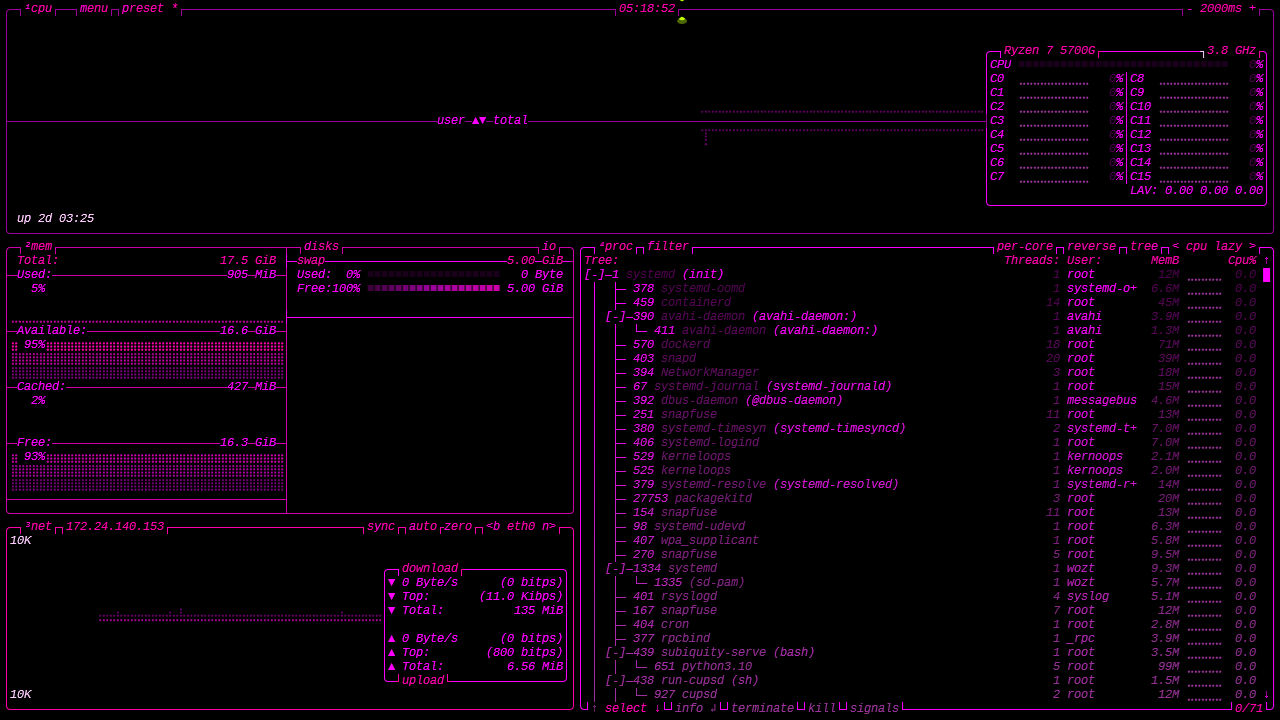 ¹cpu menu preset * 05:18:52 - 2000ms +
Ryzen 7 5700G 3.8 GHz
CPU 0%
C0 0% C8 0%
C1 0% C9 0%
C2 0% C10 0%
C3 0% C11 0%
C4 0% C12 0%
C5 0% C13 0%
C6 0% C14 0%
C7 0% C15 0%
LAV: 0.00 0.00 0.00
user ▲▼ total
up 2d 03:25
²mem
Total: 17.5 GiB
Used: 905 MiB
5%
Available: 16.6 GiB
95%
Cached: 427 MiB
2%
Free: 16.3 GiB
93%
disks io
swap 5.00 GiB
Used: 0% 0 Byte
Free:100% 5.00 GiB
³net 172.24.140.153 sync auto zero <b eth0 n>
10K
download
▼ 0 Byte/s (0 bitps)
▼ Top: (11.0 Kibps)
▼ Total: 135 MiB
▲ 0 Byte/s (0 bitps)
▲ Top: (800 bitps)
▲ Total: 6.56 MiB
upload
10K
⁴proc filter per-core reverse tree < cpu lazy >
Tree: Threads: User: MemB Cpu% ↑
[-]─1 systemd (init) 1 root 12M 0.0
378 systemd-oomd 1 systemd-o+ 6.6M 0.0
459 containerd 14 root 45M 0.0
[-]─390 avahi-daemon (avahi-daemon:) 1 avahi 3.9M 0.0
411 avahi-daemon (avahi-daemon:) 1 avahi 1.3M 0.0
570 dockerd 18 root 71M 0.0
403 snapd 20 root 39M 0.0
394 NetworkManager 3 root 18M 0.0
67 systemd-journal (systemd-journald) 1 root 15M 0.0
392 dbus-daemon (@dbus-daemon) 1 messagebus 4.6M 0.0
251 snapfuse 11 root 13M 0.0
380 systemd-timesyn (systemd-timesyncd) 2 systemd-t+ 7.0M 0.0
406 systemd-logind 1 root 7.0M 0.0
529 kerneloops 1 kernoops 2.1M 0.0
525 kerneloops 1 kernoops 2.0M 0.0
379 systemd-resolve (systemd-resolved) 1 systemd-r+ 14M 0.0
27753 packagekitd 3 root 20M 0.0
154 snapfuse 11 root 13M 0.0
98 systemd-udevd 1 root 6.3M 0.0
407 wpa_supplicant 1 root 5.8M 0.0
270 snapfuse 5 root 9.5M 0.0
[-]─1334 systemd 1 wozt 9.3M 0.0
1335 (sd-pam) 1 wozt 5.7M 0.0
401 rsyslogd 4 syslog 5.1M 0.0
167 snapfuse 7 root 12M 0.0
404 cron 1 root 2.8M 0.0
377 rpcbind 1 _rpc 3.9M 0.0
[-]─439 subiquity-serve (bash) 1 root 3.5M 0.0
651 python3.10 5 root 99M 0.0
[-]─438 run-cupsd (sh) 1 root 1.5M 0.0
927 cupsd 2 root 12M 0.0 ↓
↑ select ↓ info ↲ terminate kill signals 0/71